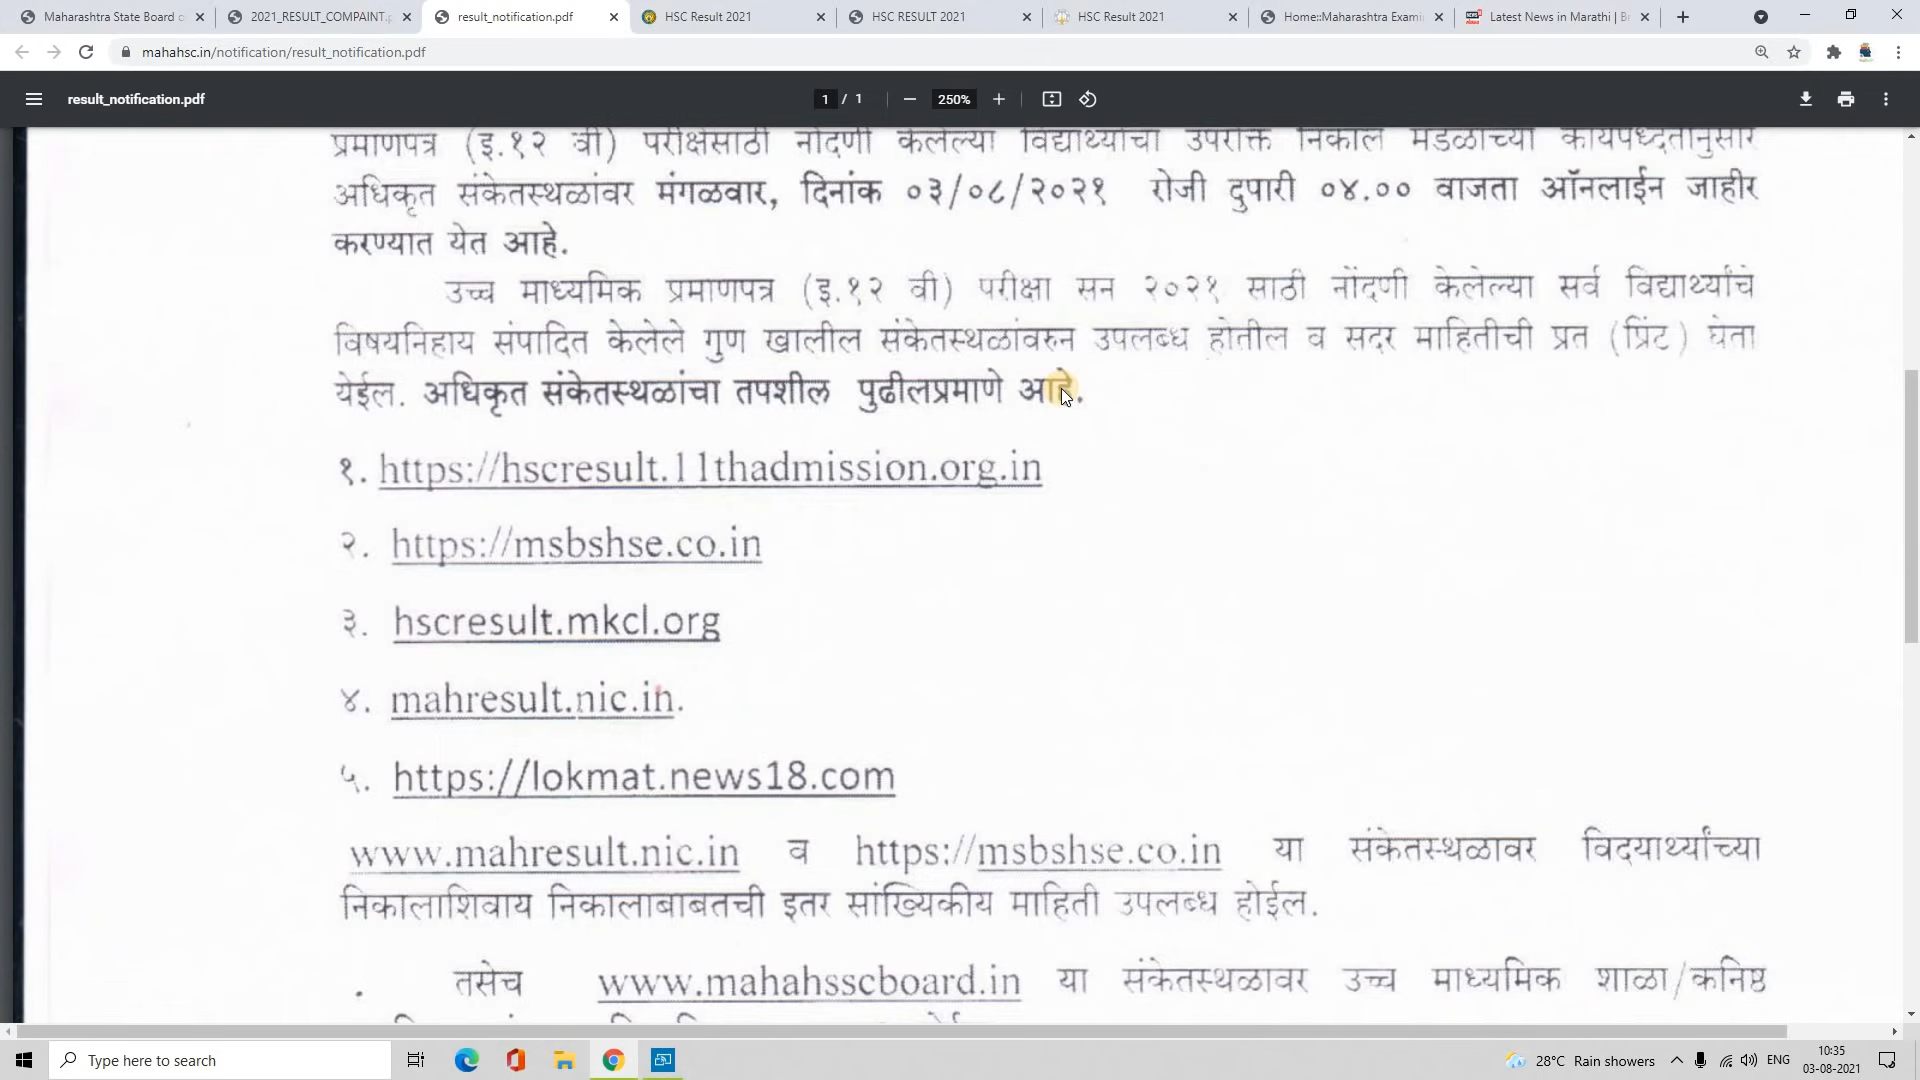 Maharashtra State Board o
2021_RESULT_COMPAINT.p
result_notification.pdf
HSC Result 2021
HSC RESULT 2021
HSC Result 2021
Home::Maharashtra Exami
Latest News in Marathi | Br
mahahsc.in/notification/result_notification.pdf
result_notification.pdf
1 / 1
250%
प्रमाणपत्र (इ.१२ वी) परीक्षेसाठी नोंदणी केलेल्या विद्यार्थ्यांचा उपरोक्त निकाल मंडळाच्या कार्यपध्दतीनुसार
अधिकृत संकेतस्थळांवर मंगळवार, दिनांक ०३/०८/२०२१ रोजी दुपारी ०४.०० वाजता ऑनलाईन जाहीर
करण्यात येत आहे.
उच्च माध्यमिक प्रमाणपत्र (इ.१२ वी) परीक्षा सन २०२१ साठी नोंदणी केलेल्या सर्व विद्यार्थ्यांचे
विषयनिहाय संपादित केलेले गुण खालील संकेतस्थळांवरुन उपलब्ध होतील व सदर माहितीची प्रत (प्रिंट) घेता
येईल. अधिकृत संकेतस्थळांचा तपशील पुढीलप्रमाणे आहे.
१. https://hscresult.11thadmission.org.in
२. https://msbshse.co.in
३. hscresult.mkcl.org
४. mahresult.nic.in.
५. https://lokmat.news18.com
www.mahresult.nic.in व https://msbshse.co.in या संकेतस्थळावर विदयार्थ्यांच्या
निकालाशिवाय निकालाबाबतची इतर सांख्यिकीय माहिती उपलब्ध होईल.
तसेच www.mahahsscboard.in या संकेतस्थळावर उच्च माध्यमिक शाळा/कनिष्ठ
Type here to search
28°C Rain showers
ENG
10:35
03-08-2021